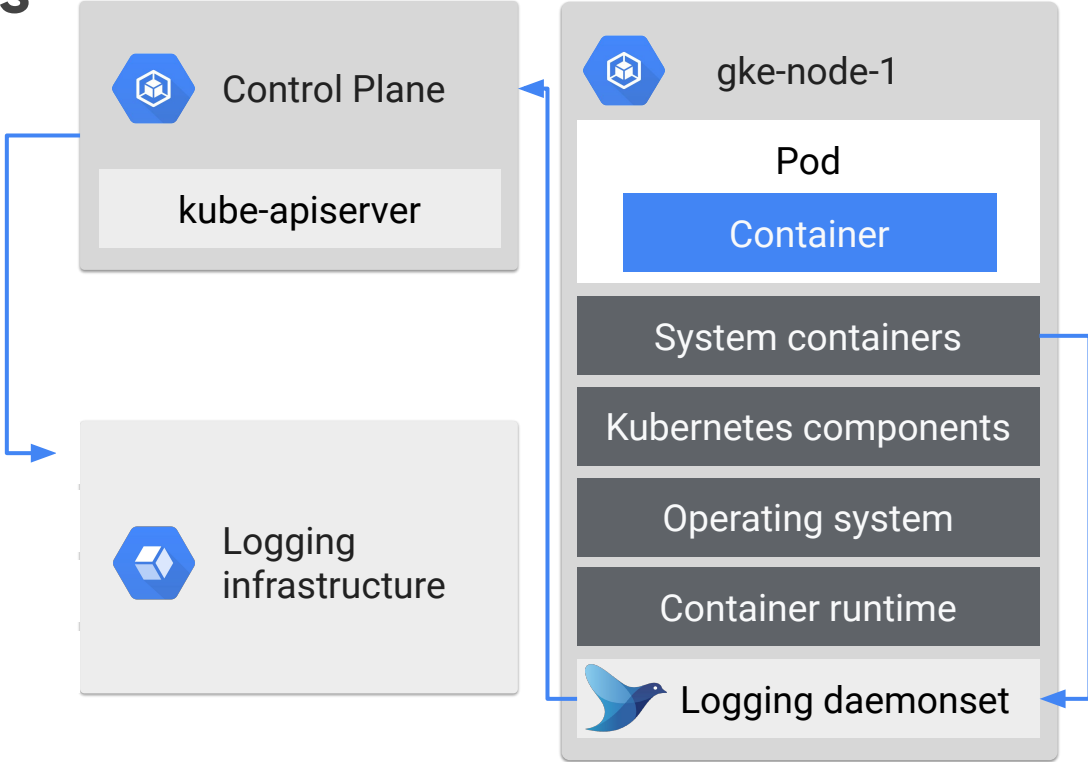 s
Control Plane
kube-apiserver
Logging
infrastructure
gke-node-1
Pod
Container
System containers
Kubernetes components
Operating system
Container runtime
Logging daemonset